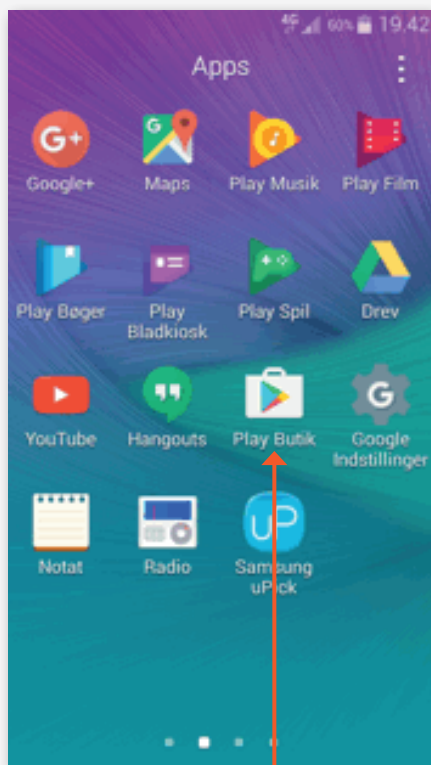 4G 60% 19.42
Apps
Google+ Maps Play Musik Play Film
Play Bøger Play Bladkiosk Play Spil Drev
YouTube Hangouts Play Butik Google Indstillinger
Notat Radio Samsung uPick